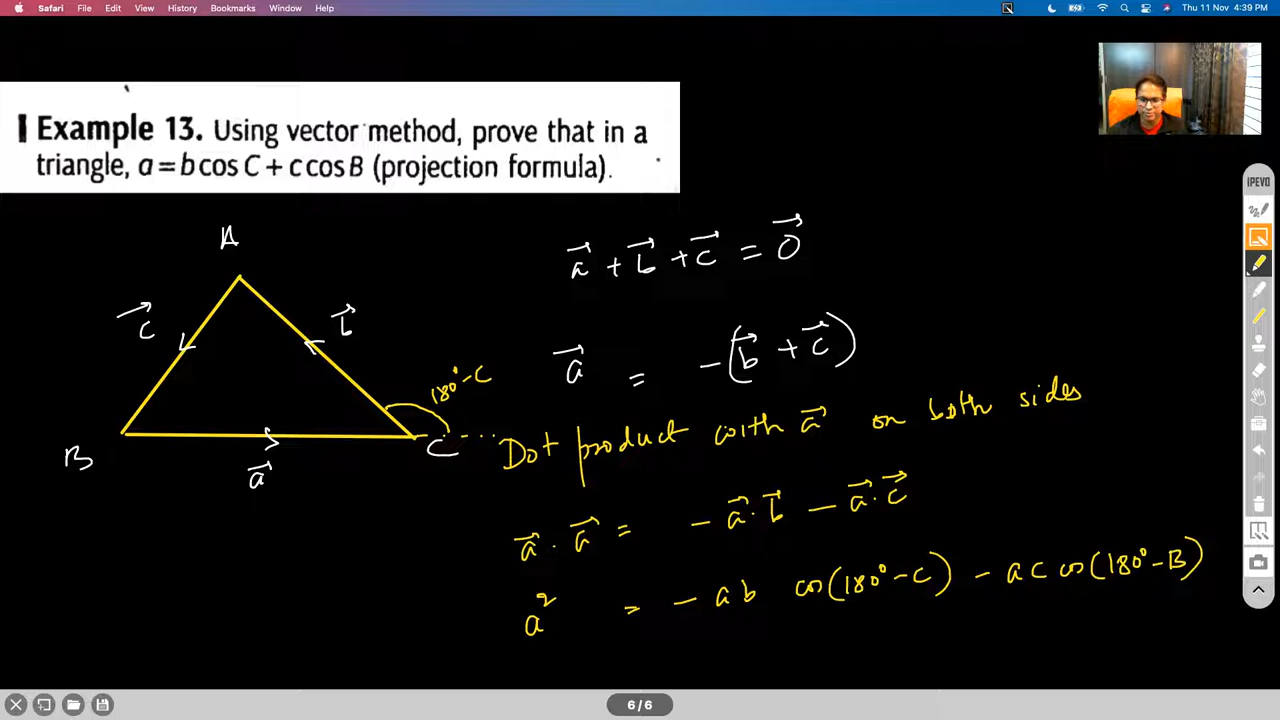 Safari File Edit View History Bookmarks Window Help Thu 11 Nov 4:39 PM
Example 13. Using vector method, prove that in a
triangle, a = b cos C + c cos B (projection formula).
IPEVO
A
c⃗
b⃗
180°-C
B
a⃗
C
a⃗ + b⃗ + c⃗ = 0⃗
a⃗ = -(b⃗ + c⃗)
Dot product with a⃗ on both sides
a⃗ . a⃗ = - a⃗ . b⃗ - a⃗ . c⃗
a² = - a b cos(180° - C) - a c cos(180° - B)
6 / 6